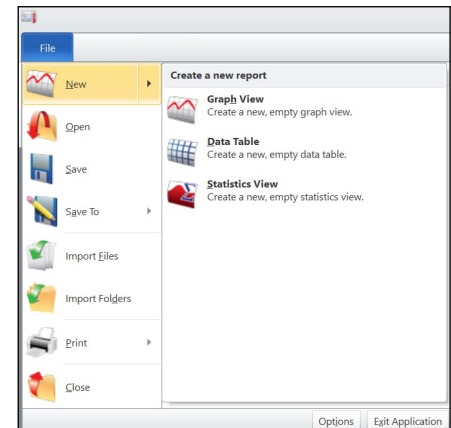 File
New
Open
Save
Save To
Import Files
Import Folders
Print
Close
Create a new report
Graph View
Create a new, empty graph view.
Data Table
Create a new, empty data table.
Statistics View
Create a new, empty statistics view.
Options
Exit Application